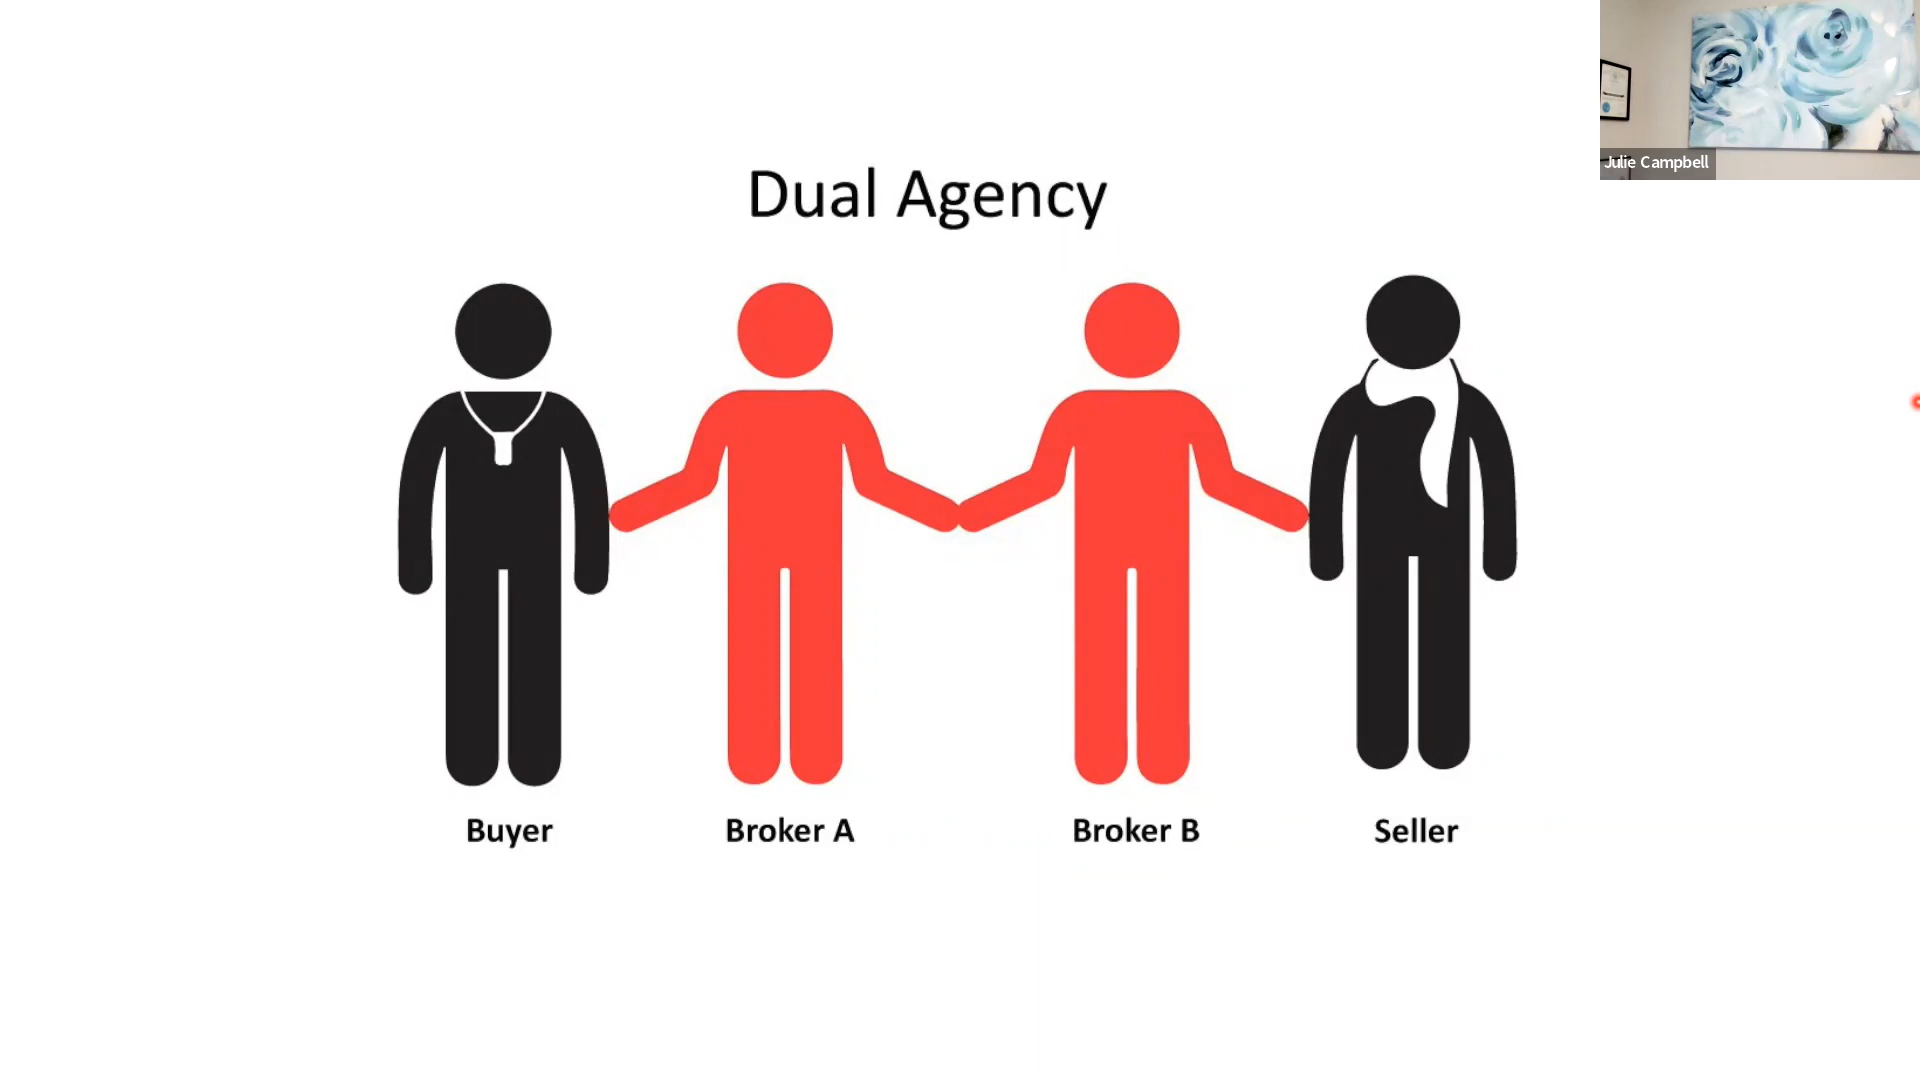 Julie Campbell
Dual Agency
Buyer
Broker A
Broker B
Seller